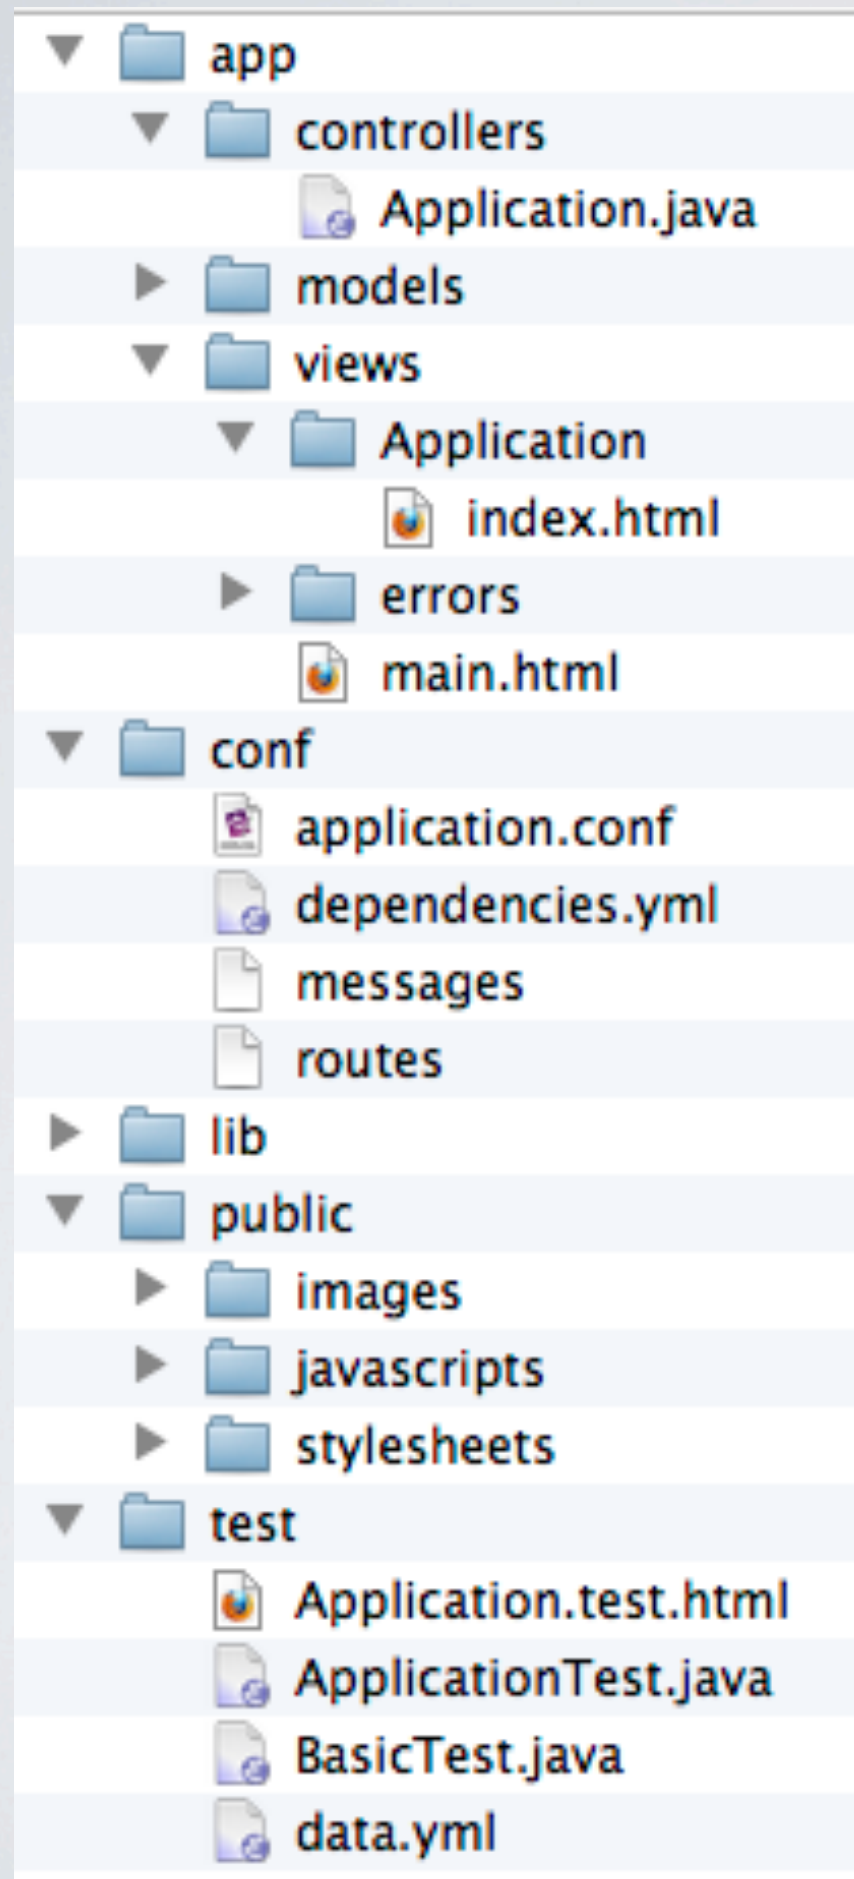 app
controllers
Application.java
models
views
Application
index.html
errors
main.html
conf
application.conf
dependencies.yml
messages
routes
lib
public
images
javascripts
stylesheets
test
Application.test.html
ApplicationTest.java
BasicTest.java
data.yml